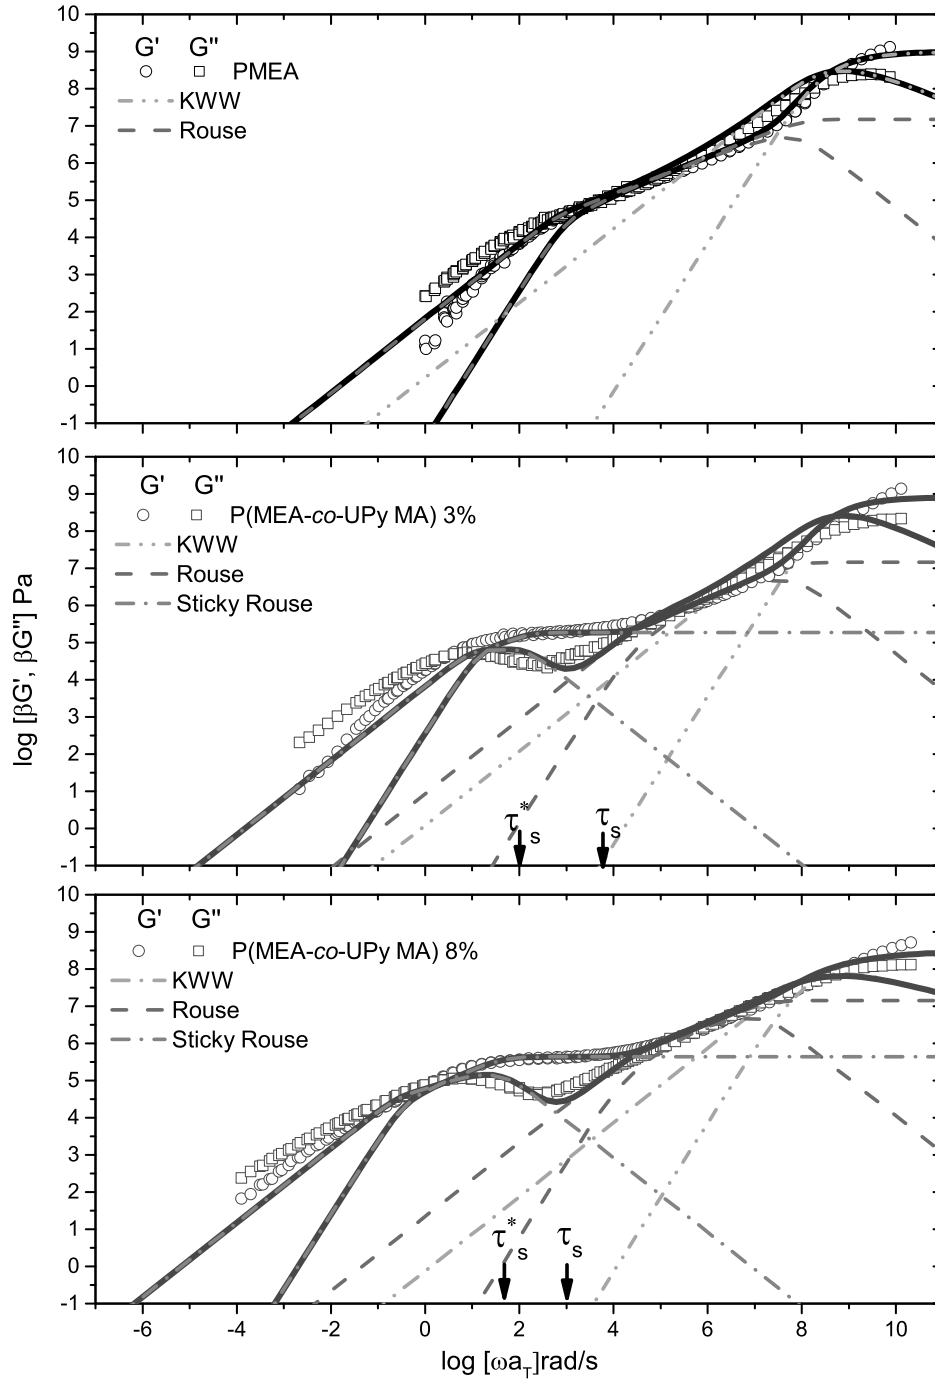 10
9
8
7
6
5
4
3
2
1
0
-1
G' G"
PMEA
KWW
Rouse
10
9
8
7
6
5
4
3
2
1
0
-1
G' G"
P(MEA-co-UPy MA) 3%
KWW
Rouse
Sticky Rouse
τ*s τs
log [βG', βG"] Pa
10
9
8
7
6
5
4
3
2
1
0
-1
G' G"
P(MEA-co-UPy MA) 8%
KWW
Rouse
Sticky Rouse
τ*s τs
-6 -4 -2 0 2 4 6 8 10
log [ωaT]rad/s